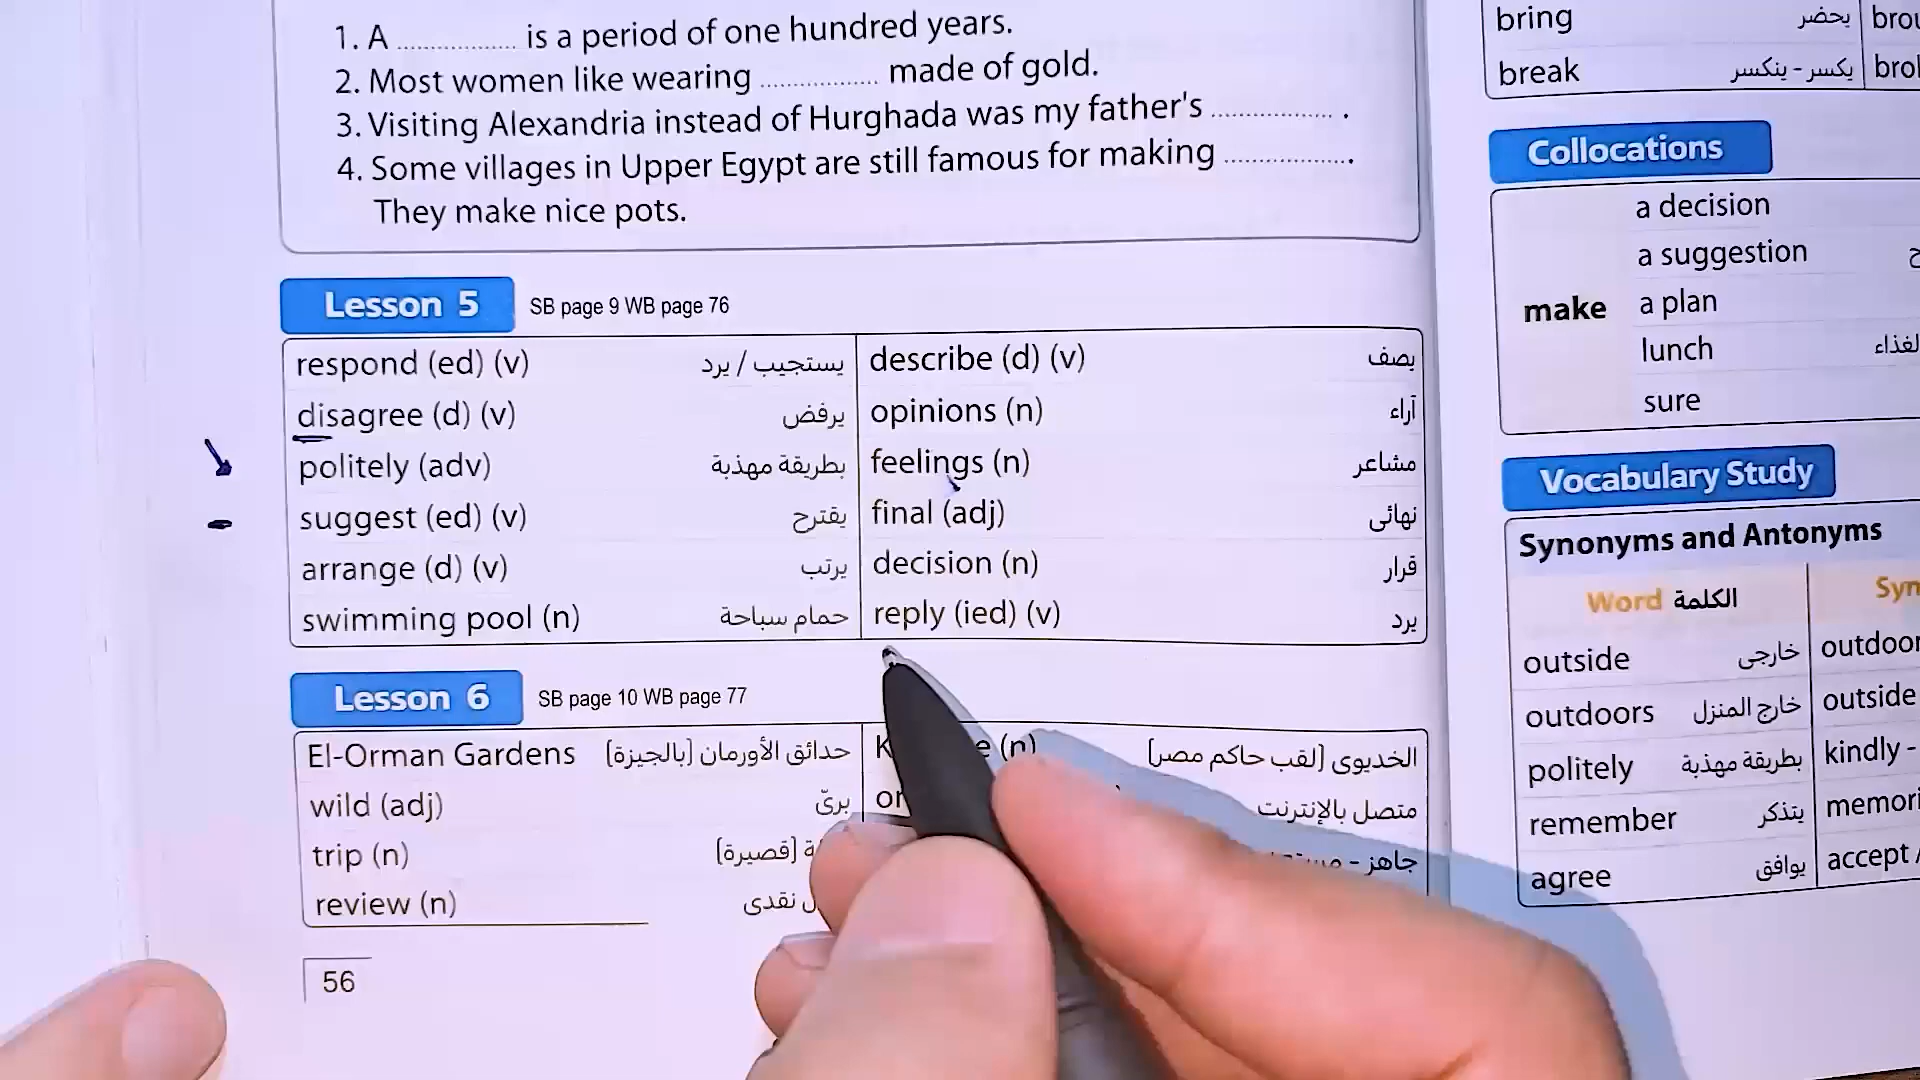 1. A ................ is a period of one hundred years.
2. Most women like wearing ................ made of gold.
3. Visiting Alexandria instead of Hurghada was my father's ................ .
4. Some villages in Upper Egypt are still famous for making ................ .
They make nice pots.
Lesson 5 SB page 9 WB page 76
respond (ed) (v) يستجيب / يرد describe (d) (v) يصف
disagree (d) (v) يرفض opinions (n) آراء
politely (adv) بطريقة مهذبة feelings (n) مشاعر
suggest (ed) (v) يقترح final (adj) نهائى
arrange (d) (v) يرتب decision (n) قرار
swimming pool (n) حمام سباحة reply (ied) (v) يرد
Lesson 6 SB page 10 WB page 77
El-Orman Gardens حدائق الأورمان [بالجيزة] (n) الخديوى [لقب حاكم مصر]
wild (adj) برىّ متصل بالإنترنت
trip (n) [قصيرة] جاهز -
review (n) نقدى
56
bring يحضر
break يكسر - ينكسر
Collocations
make
a decision
a suggestion
a plan
lunch
sure
Vocabulary Study
Synonyms and Antonyms
Word الكلمة
outside خارجى
outdoors خارج المنزل outside
politely بطريقة مهذبة kindly -
remember يتذكر
agree يوافق accept /